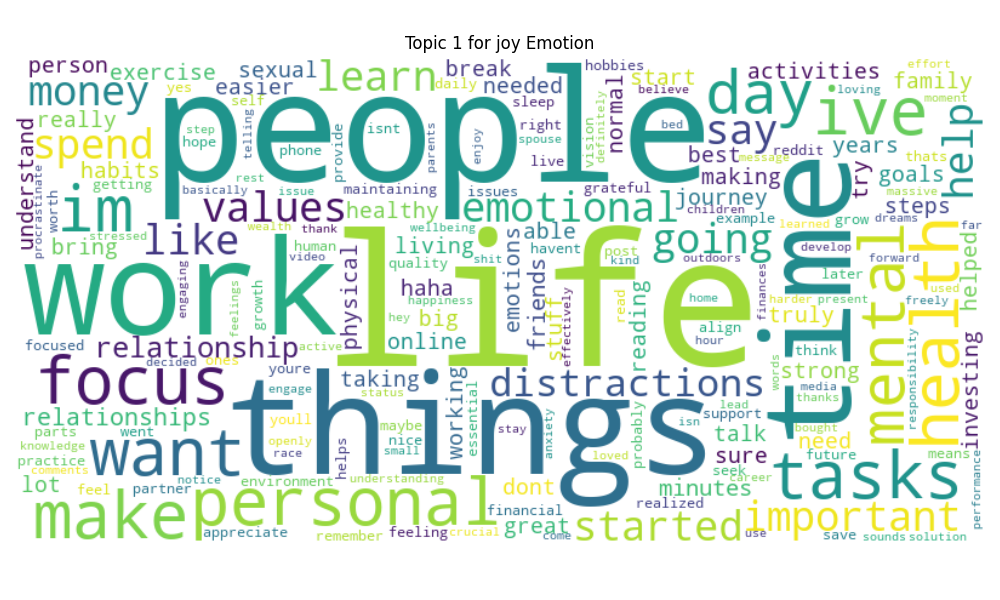 Topic 1 for joy Emotion
person
exercise
sexual
learn
break
hobbies
needed
start
activities
effort
family
loving
moment
money
yes
easier
self
daily
sleep
believe
people
day
ive
help
say
normal
understand
really
spend
step
hope
telling
phone
isnt
provide
parents
enjoy
right
spouse
live
vision
definitely
bed
best
message
reddit
years
thats
making
try
goals
massive
habits
getting
procrastinate
worth
im
basically
rest
issue
maintaining
issues
grateful
journey
children
example
grow
dreams
steps
far
learned
values
wealth
thank
healthy
wellbeing
emotional
able
havent
post
kind
outdoors
going
time
develop
forward
later
stressed
bring
like
human
video
living
quality
shit
emotions
friends
stuff
work
life
engaging
feelings
growth
physical
haha
happiness
hey
big
online
effectively
read
reading
home
align
hour
finances
harder
present
truly
freely
used
mental
health
helped
focused
relationship
decided
ones
active
youre
engage
taking
status
working
essential
distractions
words
think
media
strong
thanks
responsibility
investing
focus
things
relationships
parts
went
knowledge
practice
comments
want
youll
openly
race
helps
maybe
nice
small
stay
anxiety
loved
probably
isn
lead
support
talk
sure
seek
career
bought
need
future
means
performance
tasks
lot
feel
partner
notice
environment
understanding
dont
minutes
make
personal
financial
realized
important
appreciate
remember
feeling
crucial
great
come
started
use
save
sounds
solution